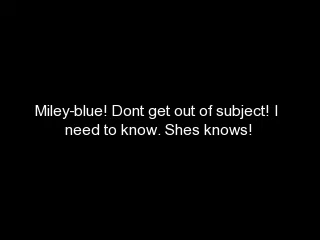 Miley-blue! Dont get out of subject! I
need to know. Shes knows!